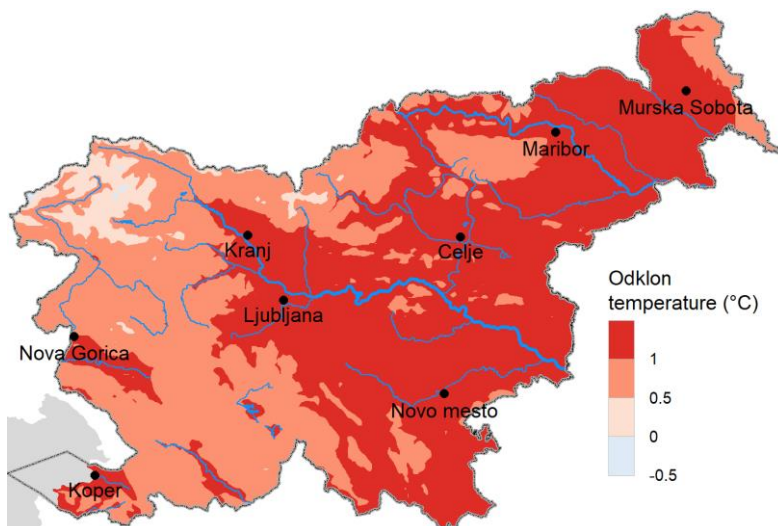 Murska Sobota
Maribor
Kranj
Celje
Ljubljana
Nova Gorica
Novo mesto
Koper
Odklon
temperature (°C)
1
0.5
0
-0.5